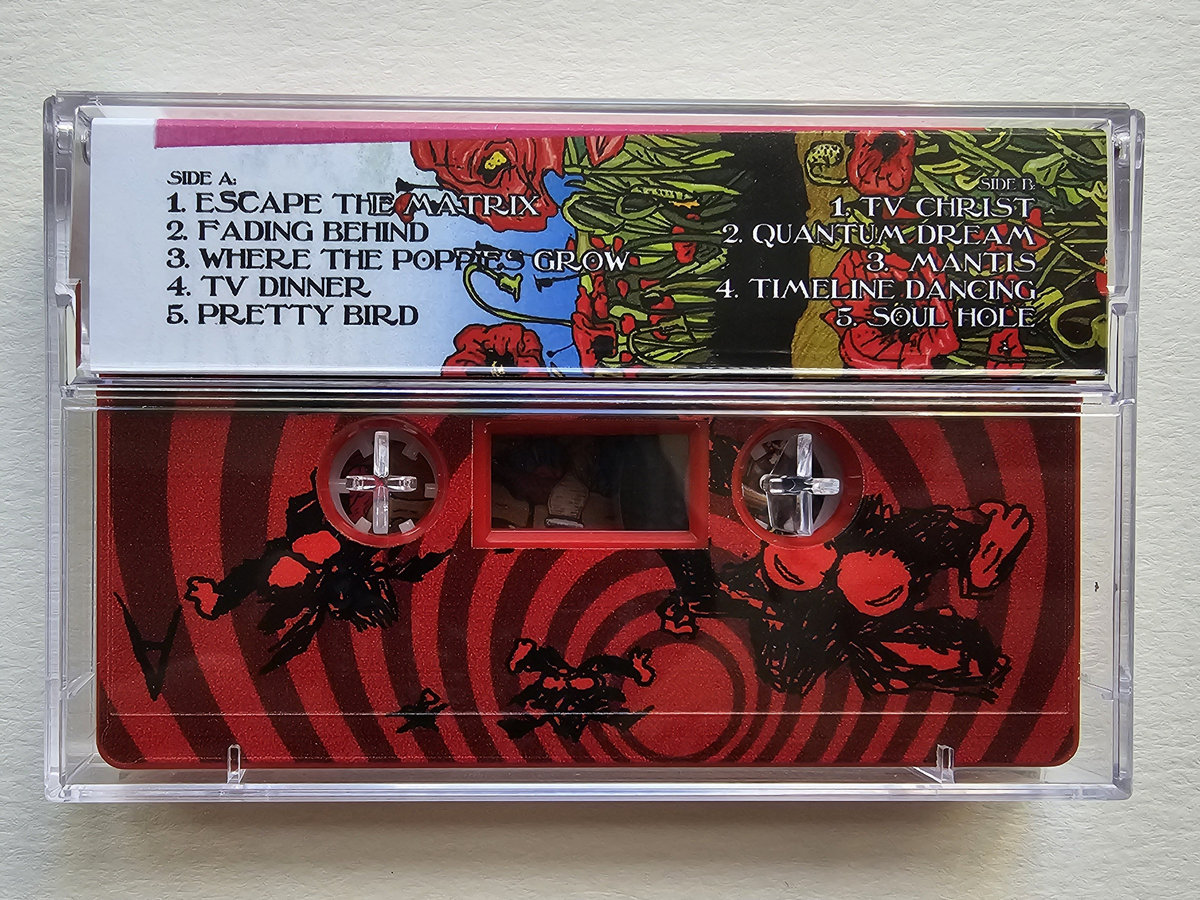 SIDE A:
1. ESCAPE THE MATRIX
2. FADING BEHIND
3. WHERE THE POPPIES GROW
4. TV DINNER
5. PRETTY BIRD
SIDE B:
1. TV CHRIST
2. QUANTUM DREAM
3. MANTIS
4. TIMELINE DANCING
5. SOUL HOLE
A